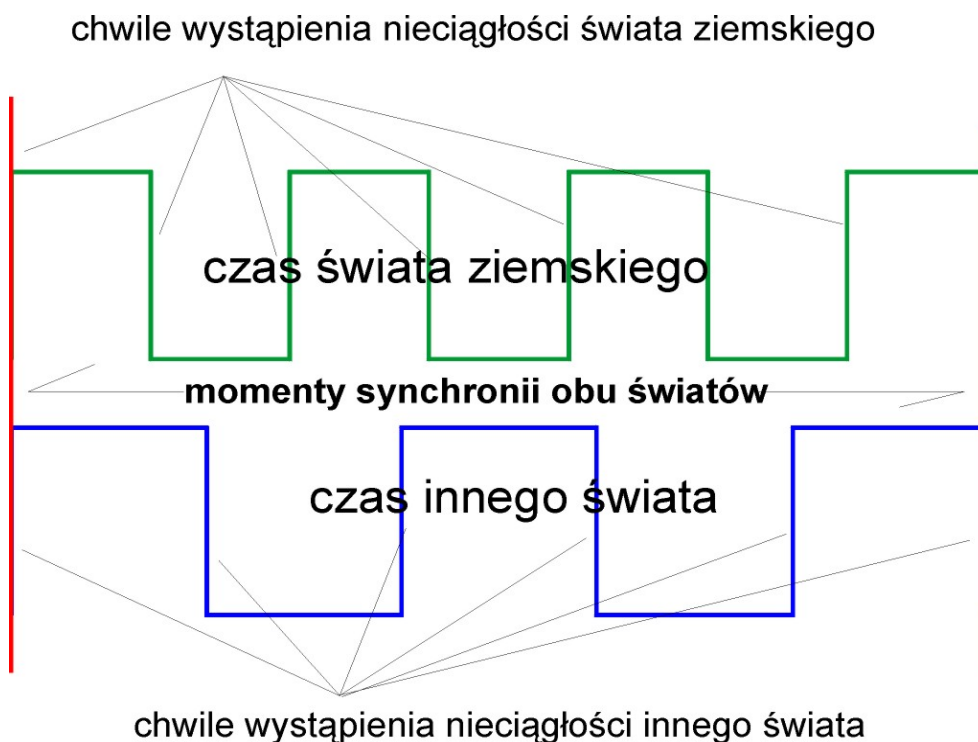 chwile wystąpienia nieciągłości świata ziemskiego
czas świata ziemskiego
momenty synchronii obu światów
czas innego świata
chwile wystąpienia nieciągłości innego świata